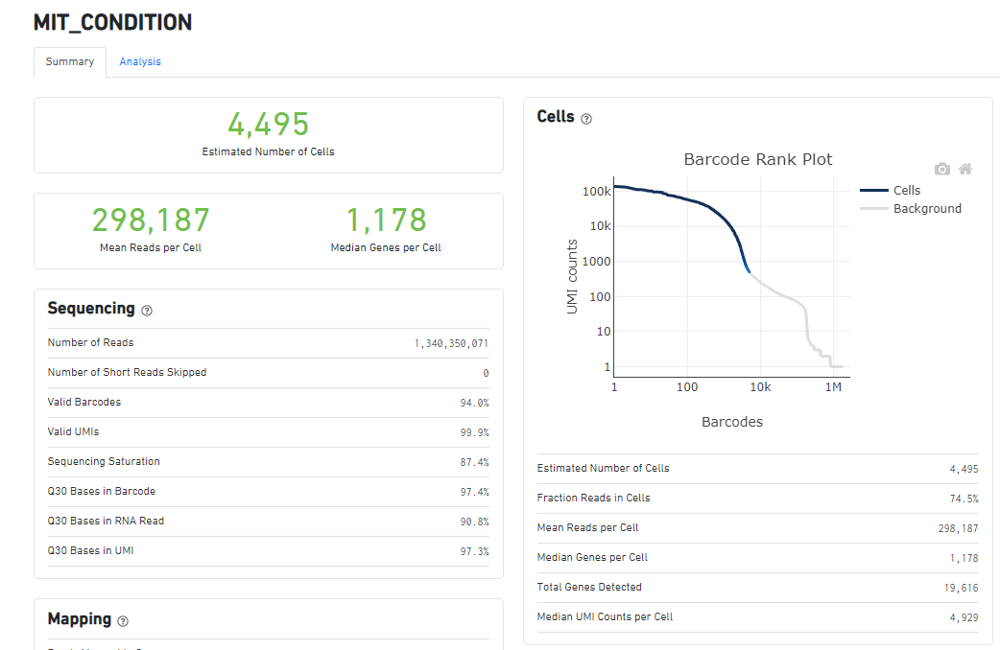 MIT_CONDITION
Summary Analysis
4,495
Estimated Number of Cells
298,187
Mean Reads per Cell
1,178
Median Genes per Cell
Sequencing ?
Number of Reads 1,340,350,071
Number of Short Reads Skipped 0
Valid Barcodes 94.0%
Valid UMIs 99.9%
Sequencing Saturation 87.4%
Q30 Bases in Barcode 97.4%
Q30 Bases in RNA Read 90.8%
Q30 Bases in UMI 97.3%
Mapping ?
Cells ?
Barcode Rank Plot
Cells
Background
UMI counts
100k
10k
1000
100
10
1
1 100 10k 1M
Barcodes
Estimated Number of Cells 4,495
Fraction Reads in Cells 74.5%
Mean Reads per Cell 298,187
Median Genes per Cell 1,178
Total Genes Detected 19,616
Median UMI Counts per Cell 4,929